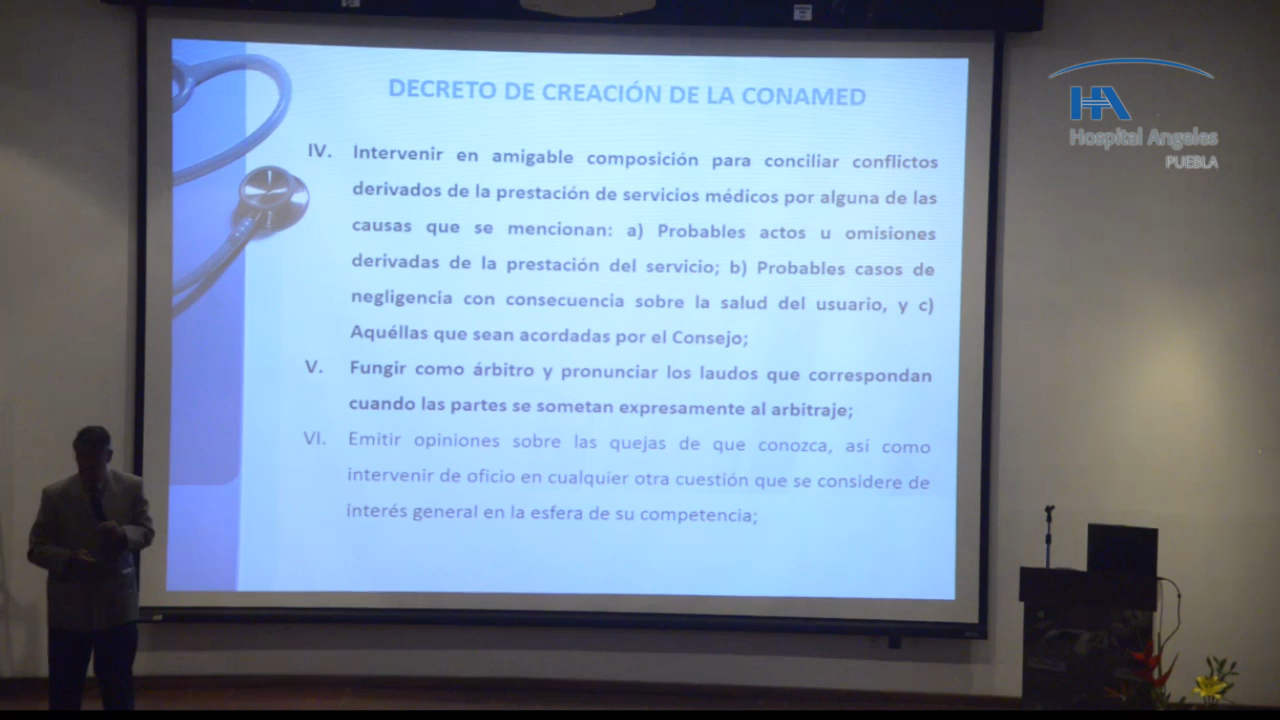 DECRETO DE CREACIÓN DE LA CONAMED
IV. Intervenir en amigable composición para conciliar conflictos
derivados de la prestación de servicios médicos por alguna de las
causas que se mencionan: a) Probables actos u omisiones
derivadas de la prestación del servicio; b) Probables casos de
negligencia con consecuencia sobre la salud del usuario, y c)
Aquéllas que sean acordadas por el Consejo;
V. Fungir como árbitro y pronunciar los laudos que correspondan
cuando las partes se sometan expresamente al arbitraje;
VI. Emitir opiniones sobre las quejas de que conozca, así como
intervenir de oficio en cualquier otra cuestión que se considere de
interés general en la esfera de su competencia;
HA
Hospital Angeles
PUEBLA